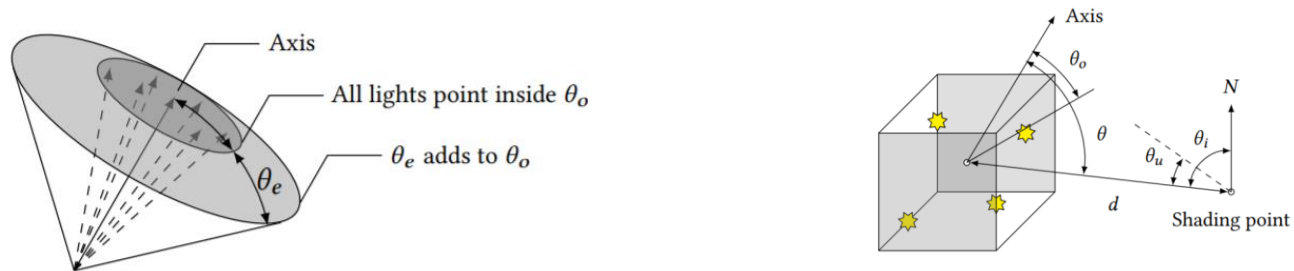 Axis
All lights point inside θₒ
θₑ adds to θₒ
θₑ
Axis
θₒ
N
θ
θᵤ
θᵢ
d
Shading point